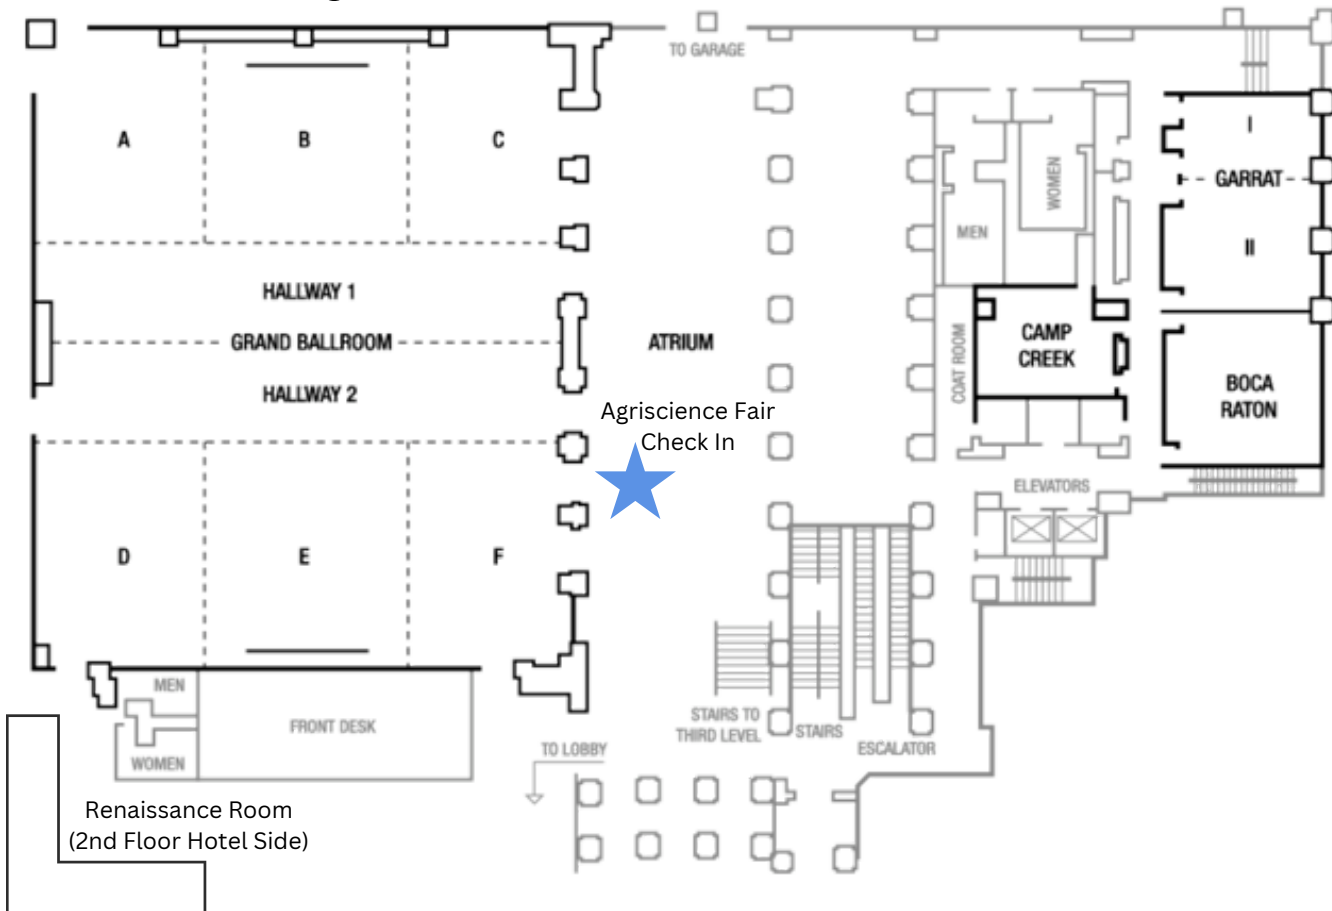 TO GARAGE
A
B
C
I
GARRAT
II
WOMEN
MEN
HALLWAY 1
GRAND BALLROOM
HALLWAY 2
ATRIUM
COAT ROOM
CAMP
CREEK
BOCA
RATON
Agriscience Fair
Check In
ELEVATORS
D
E
F
MEN
FRONT DESK
WOMEN
STAIRS TO
THIRD LEVEL
STAIRS
ESCALATOR
TO LOBBY
Renaissance Room
(2nd Floor Hotel Side)